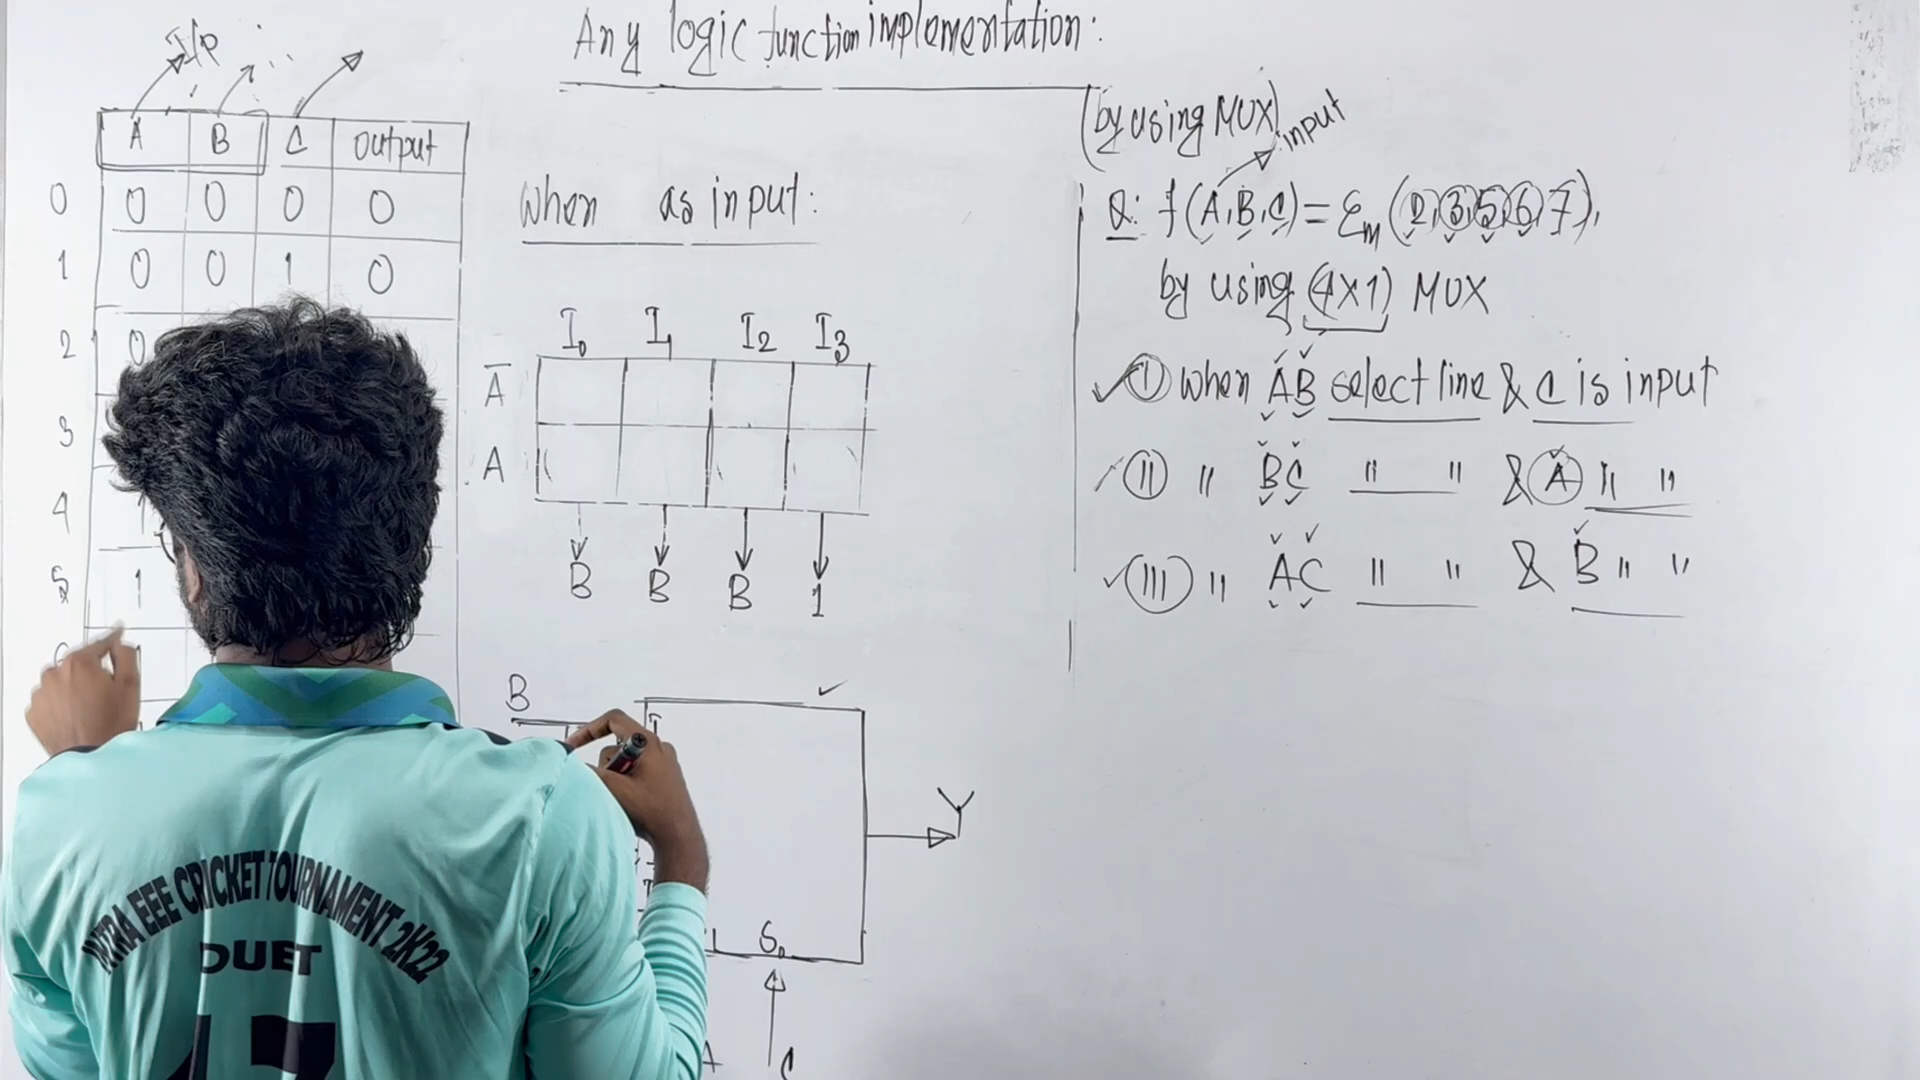 Any logic function implementation:
(by using MUX)
input
I/p
A B C output
0 0 0 0 0
1 0 0 1 0
2 0
3
4 1
5 1
6
when as input:
I0 I1 I2 I3
A̅
A
B B B 1
B
S0
Y
A C
Q: f(A,B,C) = Σm (2,3,5,6,7),
by using (4x1) MUX
(I) when AB select line & C is input
(II) " BC " " & A " "
(III) " AC " " & B " "
INTRA EEE CRICKET TOURNAMENT 2K22
DUET